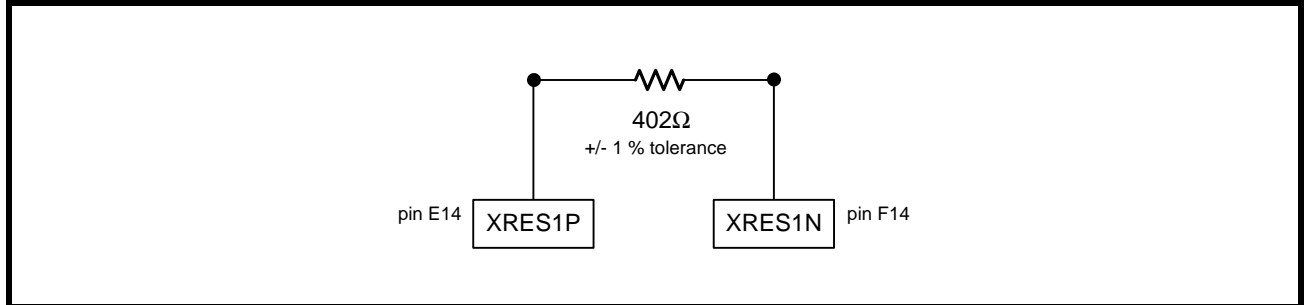 402Ω
+/- 1 % tolerance
pin E14
XRES1P
XRES1N
pin F14